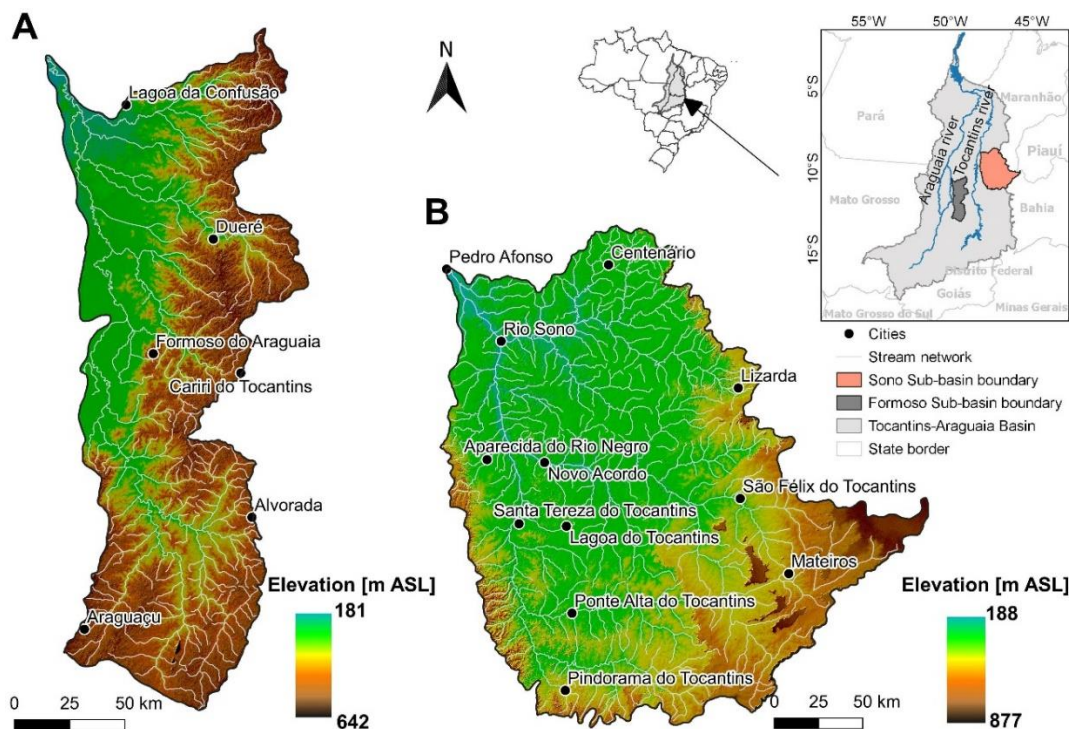 A
Lagoa da Confusão
Dueré
Formoso do Araguaia
Cariri do Tocantins
Alvorada
Araguaçu
Elevation [m ASL]
181
642
0 25 50 km
N
B
Pedro Afonso
Centenário
Rio Sono
Lizarda
Aparecida do Rio Negro
Novo Acordo
São Félix do Tocantins
Santa Tereza do Tocantins
Lagoa do Tocantins
Mateiros
Ponte Alta do Tocantins
Pindorama do Tocantins
Elevation [m ASL]
188
877
0 25 50 km
55°W 50°W 45°W
5°S
10°S
15°S
Pará
Maranhão
Piauí
Mato Grosso
Bahia
Araguaia river
Tocantins river
Distrito Federal
Goiás
Minas Gerais
Mato Grosso do Sul
Cities
Stream network
Sono Sub-basin boundary
Formoso Sub-basin boundary
Tocantins-Araguaia Basin
State border